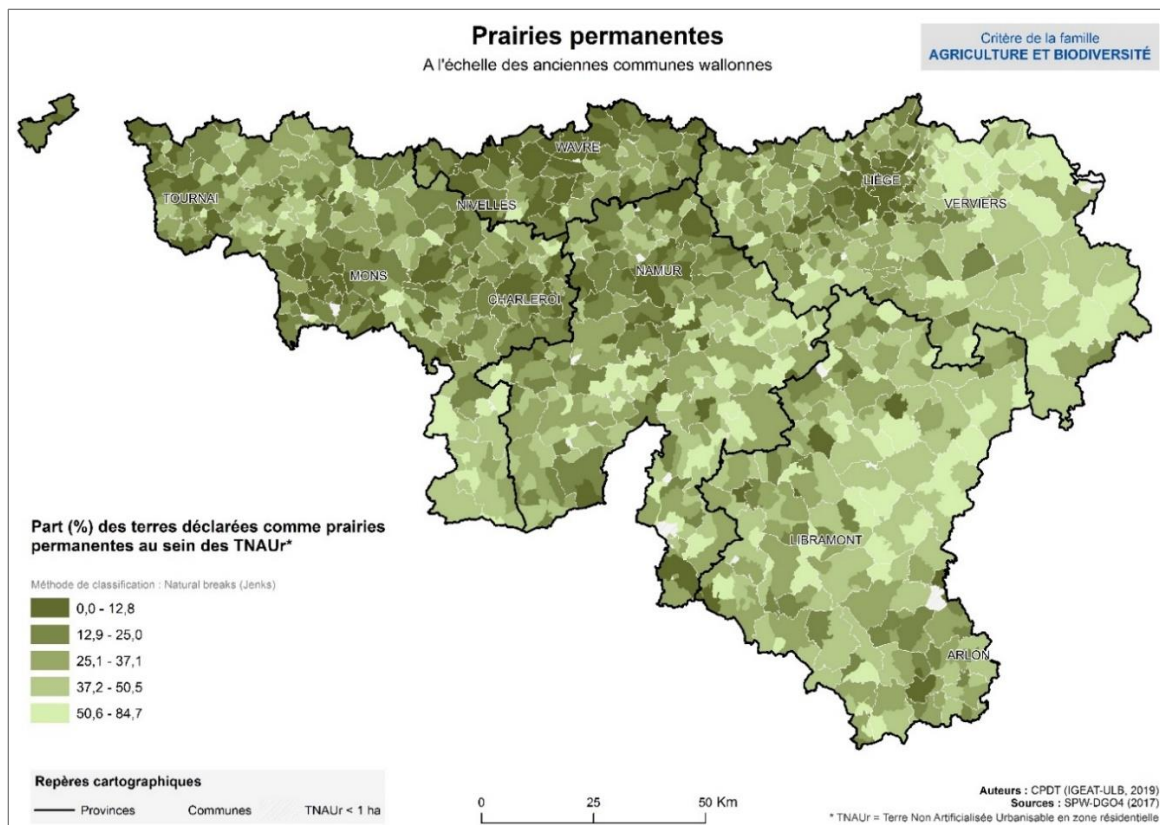 Prairies permanentes
A l'échelle des anciennes communes wallonnes
Critère de la famille
AGRICULTURE ET BIODIVERSITÉ
WAVRE
LIÈGE
TOURNAI
NIVELLES
VERVIERS
MONS
NAMUR
CHARLEROI
LIBRAMONT
ARLON
Part (%) des terres déclarées comme prairies
permanentes au sein des TNAUr*
Méthode de classification : Natural breaks (Jenks)
0,0 - 12,8
12,9 - 25,0
25,1 - 37,1
37,2 - 50,5
50,6 - 84,7
Repères cartographiques
Provinces Communes TNAUr < 1 ha
0 25 50 Km
Auteurs : CPDT (IGEAT-ULB, 2019)
Sources : SPW-DGO4 (2017)
* TNAUr = Terre Non Artificialisée Urbanisable en zone résidentielle